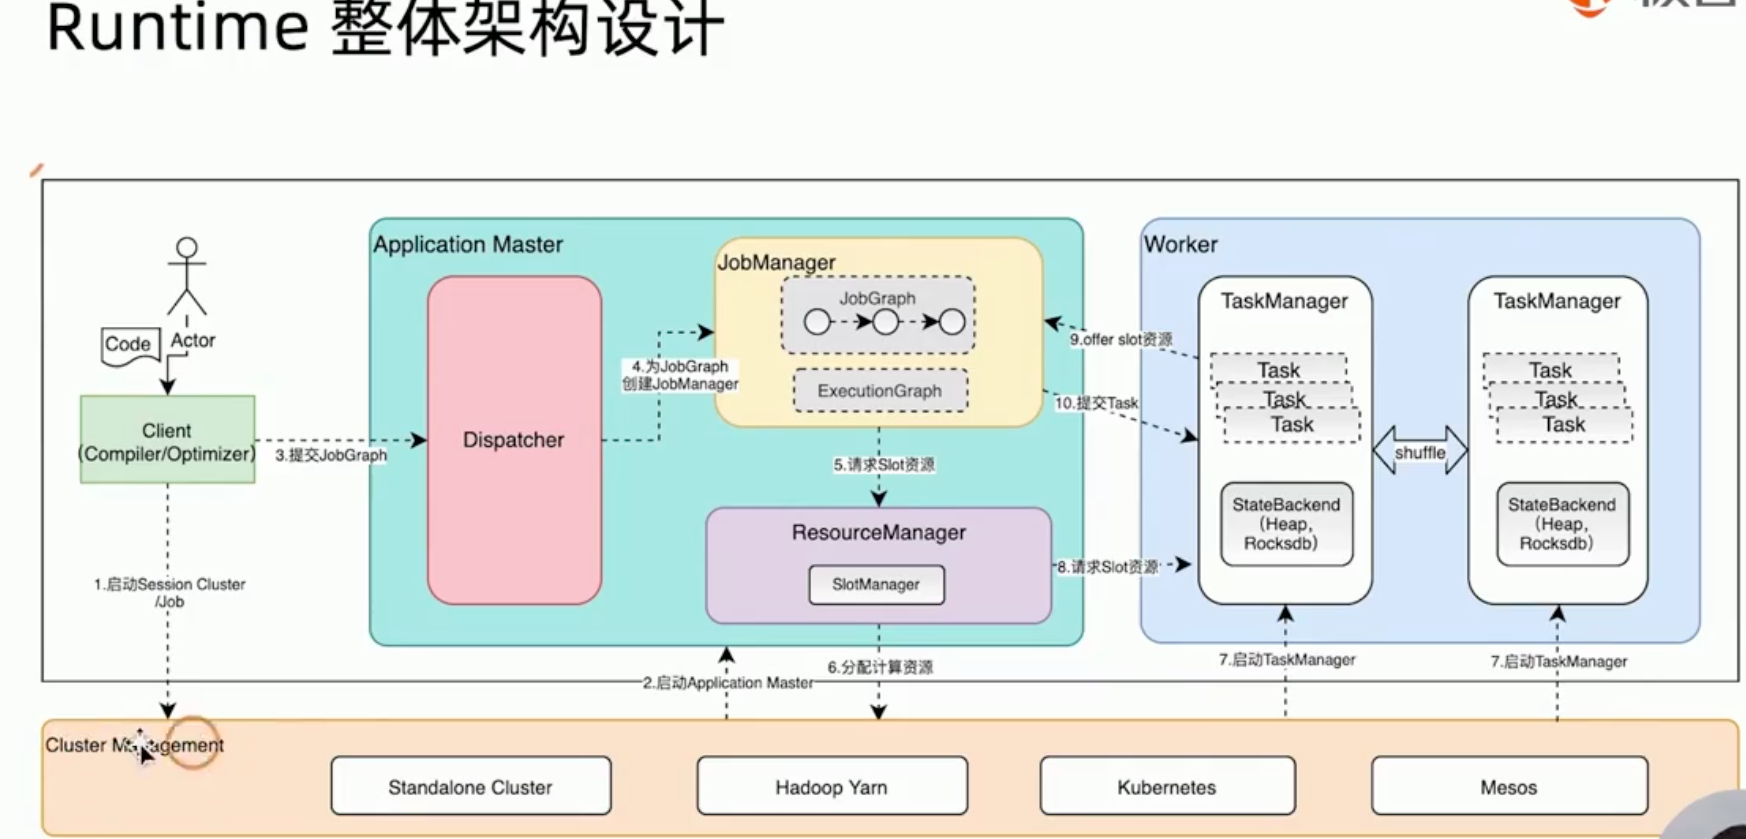 Runtime 整体架构设计
Application Master
JobManager
Worker
JobGraph
TaskManager
TaskManager
Code
Actor
4.为JobGraph
创建JobManager
9.offer slot资源
Task
Task
Task
Task
Task
Task
ExecutionGraph
10.提交Task
Client
(Compiler/Optimizer)
3.提交JobGraph
Dispatcher
5.请求Slot资源
shuffle
ResourceManager
SlotManager
8.请求Slot资源
StateBackend
(Heap,
Rocksdb)
StateBackend
(Heap,
Rocksdb)
1.启动Session Cluster
/Job
2.启动Application Master
6.分配计算资源
7.启动TaskManager
7.启动TaskManager
Cluster Management
Standalone Cluster
Hadoop Yarn
Kubernetes
Mesos